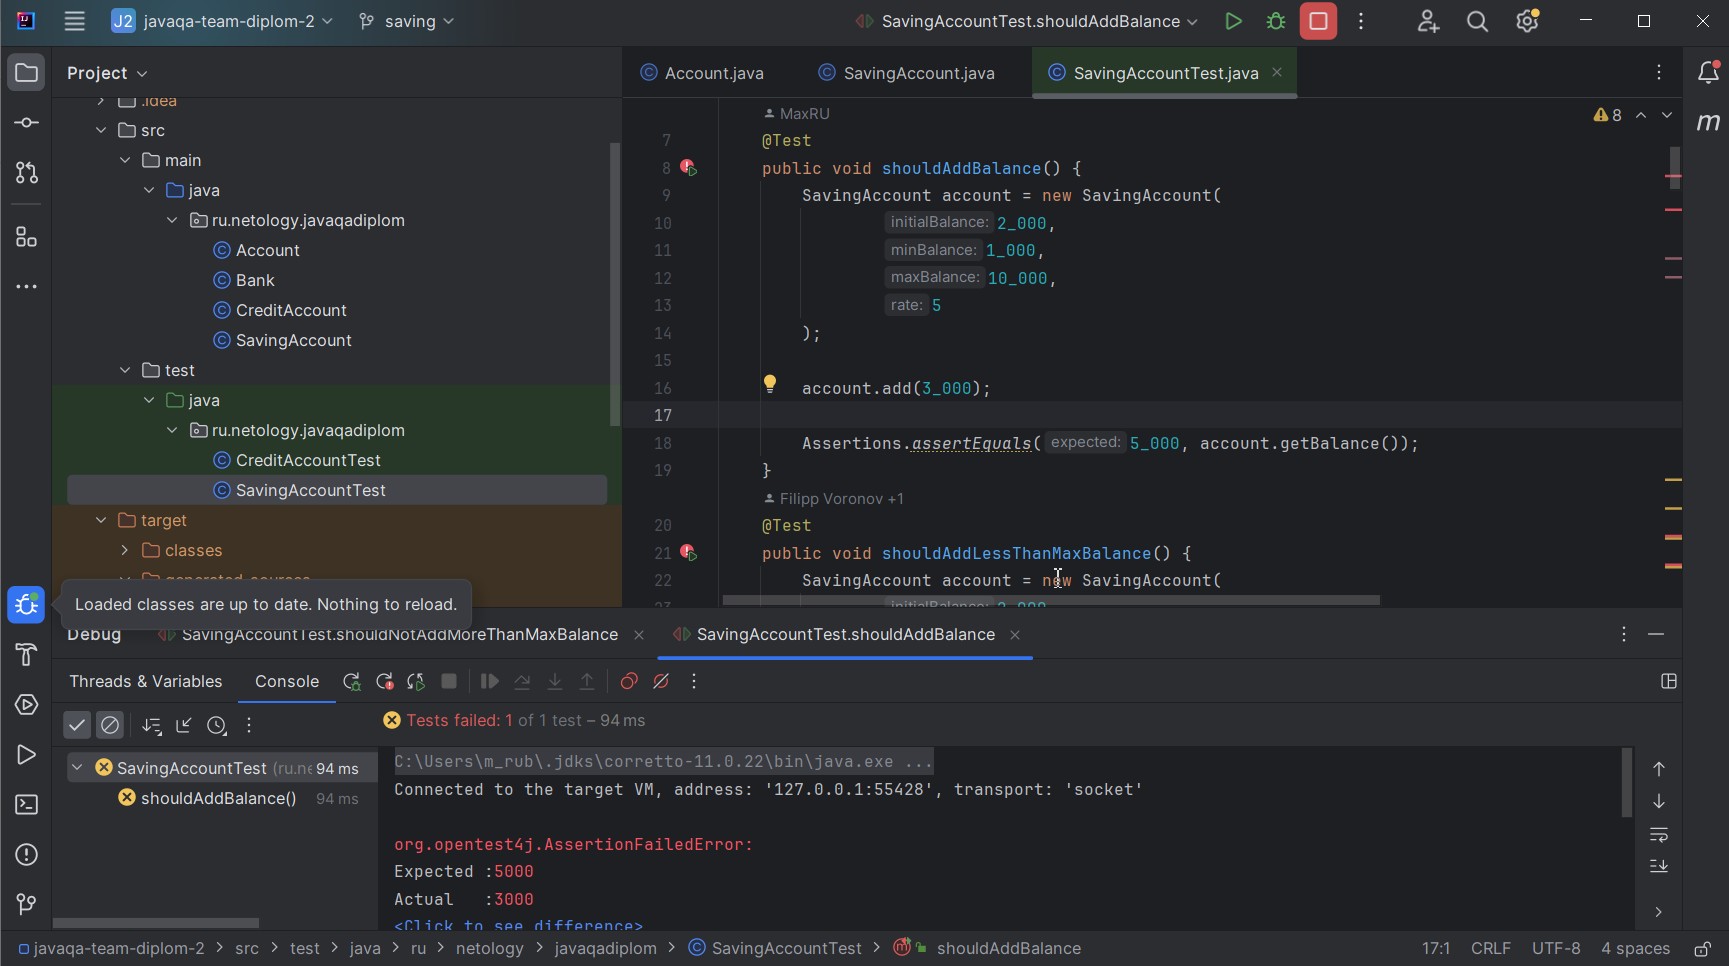 J2 javaqa-team-diplom-2 saving SavingAccountTest.shouldAddBalance
Project
.idea
src
main
java
ru.netology.javaqadiplom
Account
Bank
CreditAccount
SavingAccount
test
java
ru.netology.javaqadiplom
CreditAccountTest
SavingAccountTest
target
classes
generated-sources
Account.java SavingAccount.java SavingAccountTest.java
MaxRU
8
7 @Test
8 public void shouldAddBalance() {
9 SavingAccount account = new SavingAccount(
10 initialBalance: 2_000,
11 minBalance: 1_000,
12 maxBalance: 10_000,
13 rate: 5
14 );
15
16 account.add(3_000);
17
18 Assertions.assertEquals( expected: 5_000, account.getBalance());
19 }
Filipp Voronov +1
20 @Test
21 public void shouldAddLessThanMaxBalance() {
22 SavingAccount account = new SavingAccount(
23 initialBalance: 2_000,
m
Loaded classes are up to date. Nothing to reload.
Debug SavingAccountTest.shouldNotAddMoreThanMaxBalance SavingAccountTest.shouldAddBalance
Threads & Variables Console
Tests failed: 1 of 1 test – 94 ms
SavingAccountTest (ru.ne 94 ms
shouldAddBalance() 94 ms
C:\Users\m_rub\.jdks\corretto-11.0.22\bin\java.exe ...
Connected to the target VM, address: '127.0.0.1:55428', transport: 'socket'
org.opentest4j.AssertionFailedError:
Expected :5000
Actual :3000
<Click to see difference>
javaqa-team-diplom-2 > src > test > java > ru > netology > javaqadiplom > SavingAccountTest > shouldAddBalance 17:1 CRLF UTF-8 4 spaces